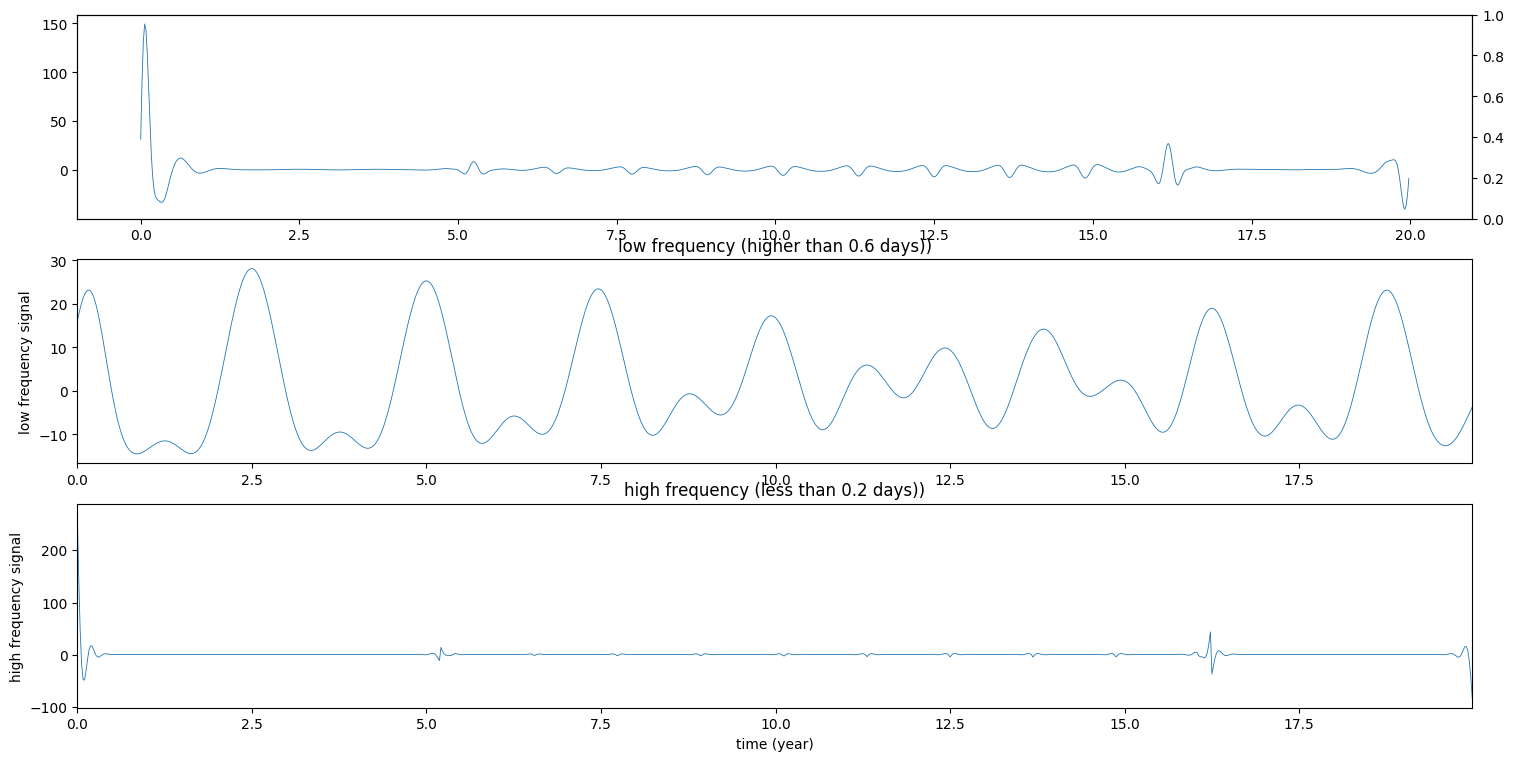 150
100
50
0
1.0
0.8
0.6
0.4
0.2
0.0
0.0 2.5 5.0 7.5 10.0 12.5 15.0 17.5 20.0
low frequency (higher than 0.6 days))
low frequency signal
30
20
10
0
−10
0.0 2.5 5.0 7.5 10.0 12.5 15.0 17.5
high frequency (less than 0.2 days))
high frequency signal
200
100
0
−100
0.0 2.5 5.0 7.5 10.0 12.5 15.0 17.5
time (year)